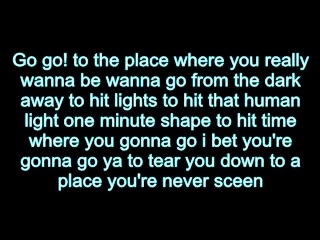 Go go! to the place where you really
wanna be wanna go from the dark
away to hit lights to hit that human
light one minute shape to hit time
where you gonna go i bet you're
gonna go ya to tear you down to a
place you're never sceen